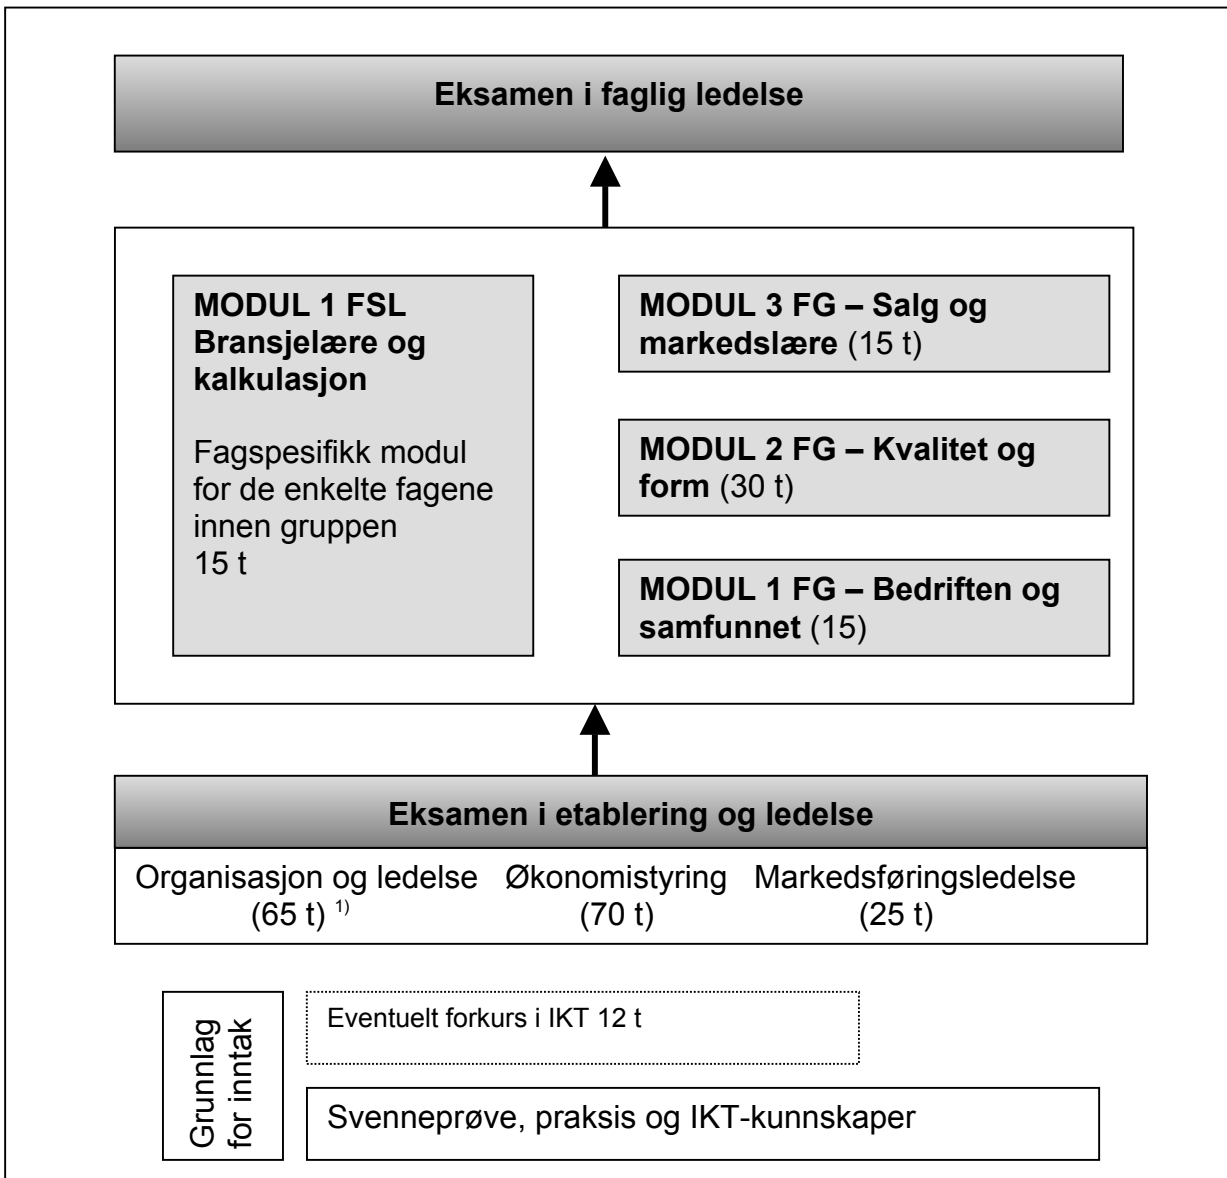 Eksamen i faglig ledelse
MODUL 1 FSL
Bransjelære og
kalkulasjon
Fagspesifikk modul
for de enkelte fagene
innen gruppen
15 t
MODUL 3 FG – Salg og
markedslære (15 t)
MODUL 2 FG – Kvalitet og
form (30 t)
MODUL 1 FG – Bedriften og
samfunnet (15)
Eksamen i etablering og ledelse
Organisasjon og ledelse
(65 t) 1)
Økonomistyring
(70 t)
Markedsføringsledelse
(25 t)
Grunnlag
for inntak
Eventuelt forkurs i IKT 12 t
Svenneprøve, praksis og IKT-kunnskaper